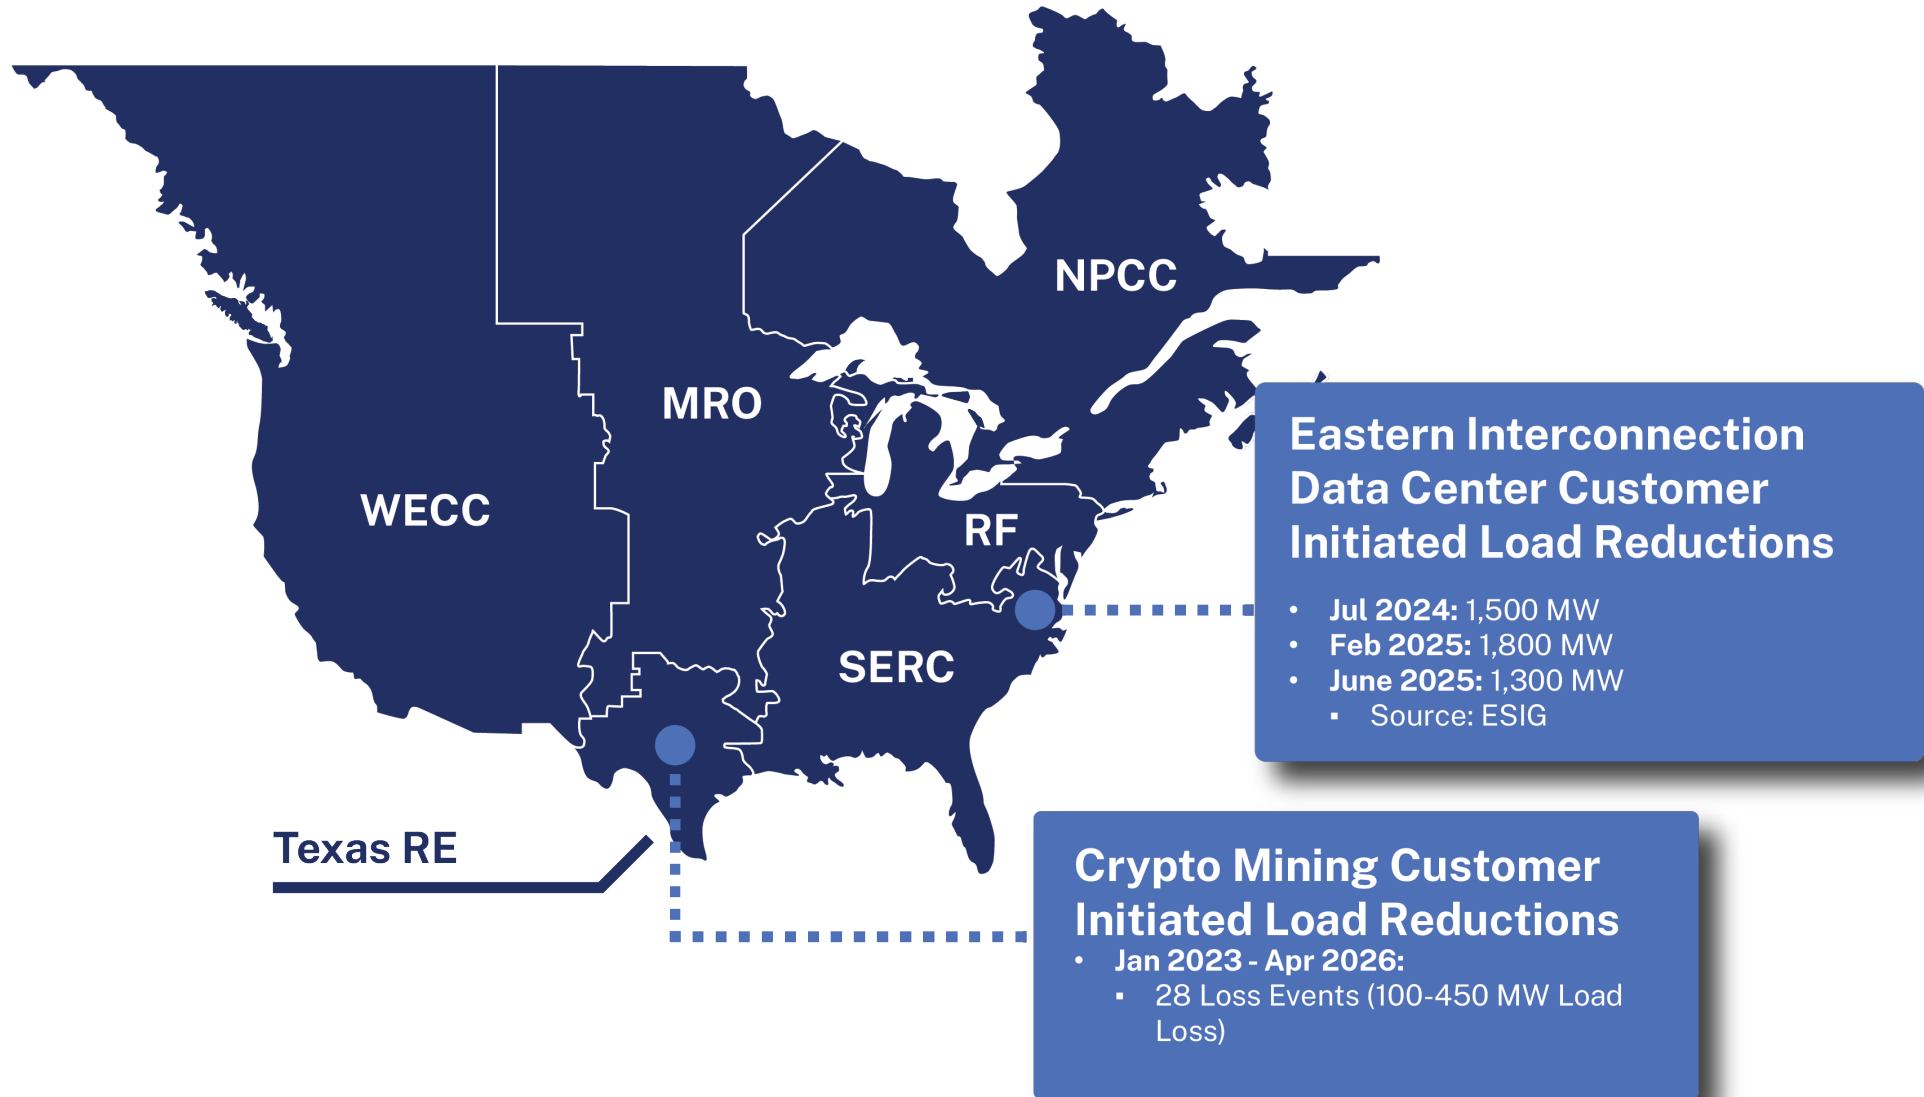 NPCC
MRO
WECC
RF
SERC
Texas RE
Eastern Interconnection
Data Center Customer
Initiated Load Reductions
• Jul 2024: 1,500 MW
• Feb 2025: 1,800 MW
• June 2025: 1,300 MW
▪ Source: ESIG
Crypto Mining Customer
Initiated Load Reductions
• Jan 2023 - Apr 2026:
▪ 28 Loss Events (100-450 MW Load
Loss)